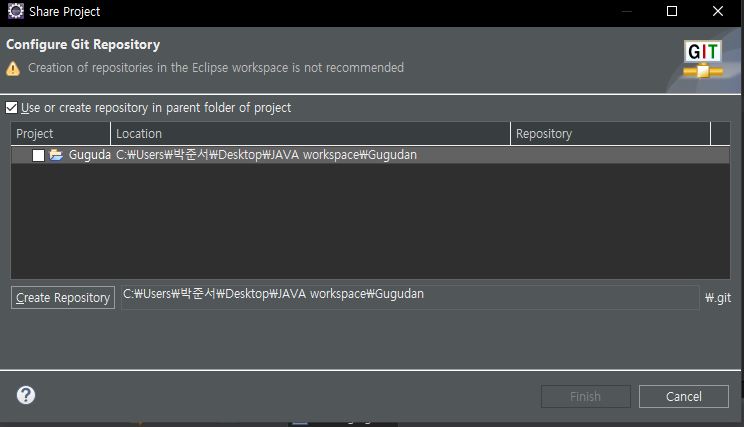 Share Project
Configure Git Repository
Creation of repositories in the Eclipse workspace is not recommended
GIT
Use or create repository in parent folder of project
Project Location Repository
Guguda C:₩Users₩박준서₩Desktop₩JAVA workspace₩Gugudan
Create Repository C:₩Users₩박준서₩Desktop₩JAVA workspace₩Gugudan ₩.git
? Finish Cancel